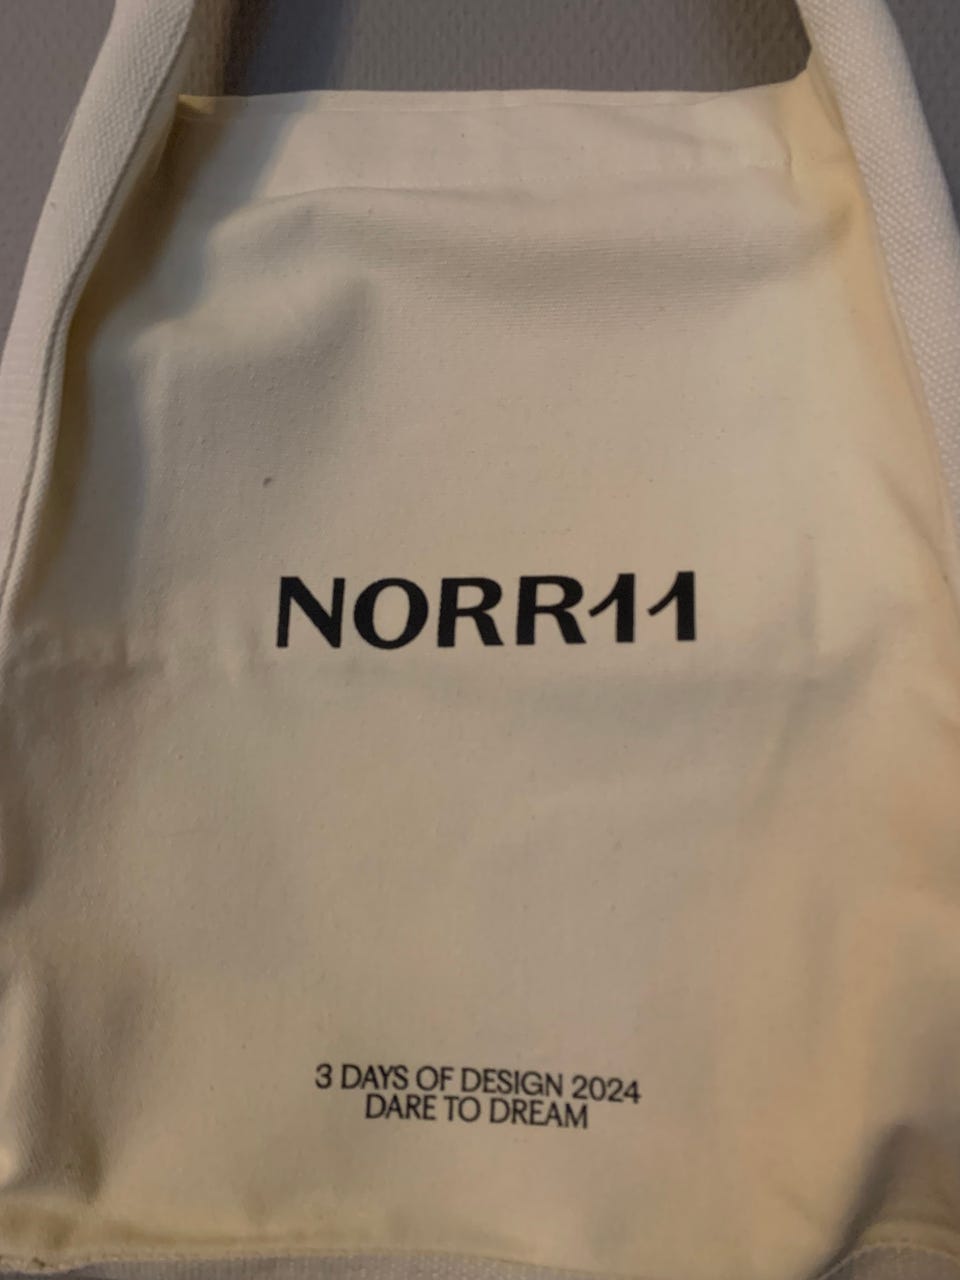 NORR11
3 DAYS OF DESIGN 2024
DARE TO DREAM